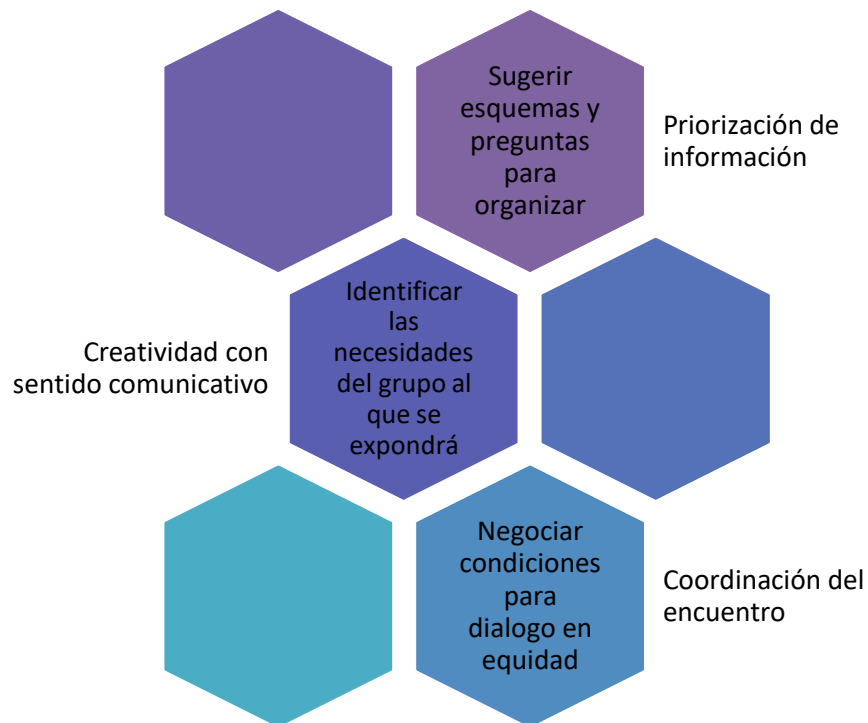 Sugerir
esquemas y
preguntas
para
organizar
Priorización de
información
Creatividad con
sentido comunicativo
Identificar
las
necesidades
del grupo al
que se
expondrá
Negociar
condiciones
para
dialogo en
equidad
Coordinación del
encuentro